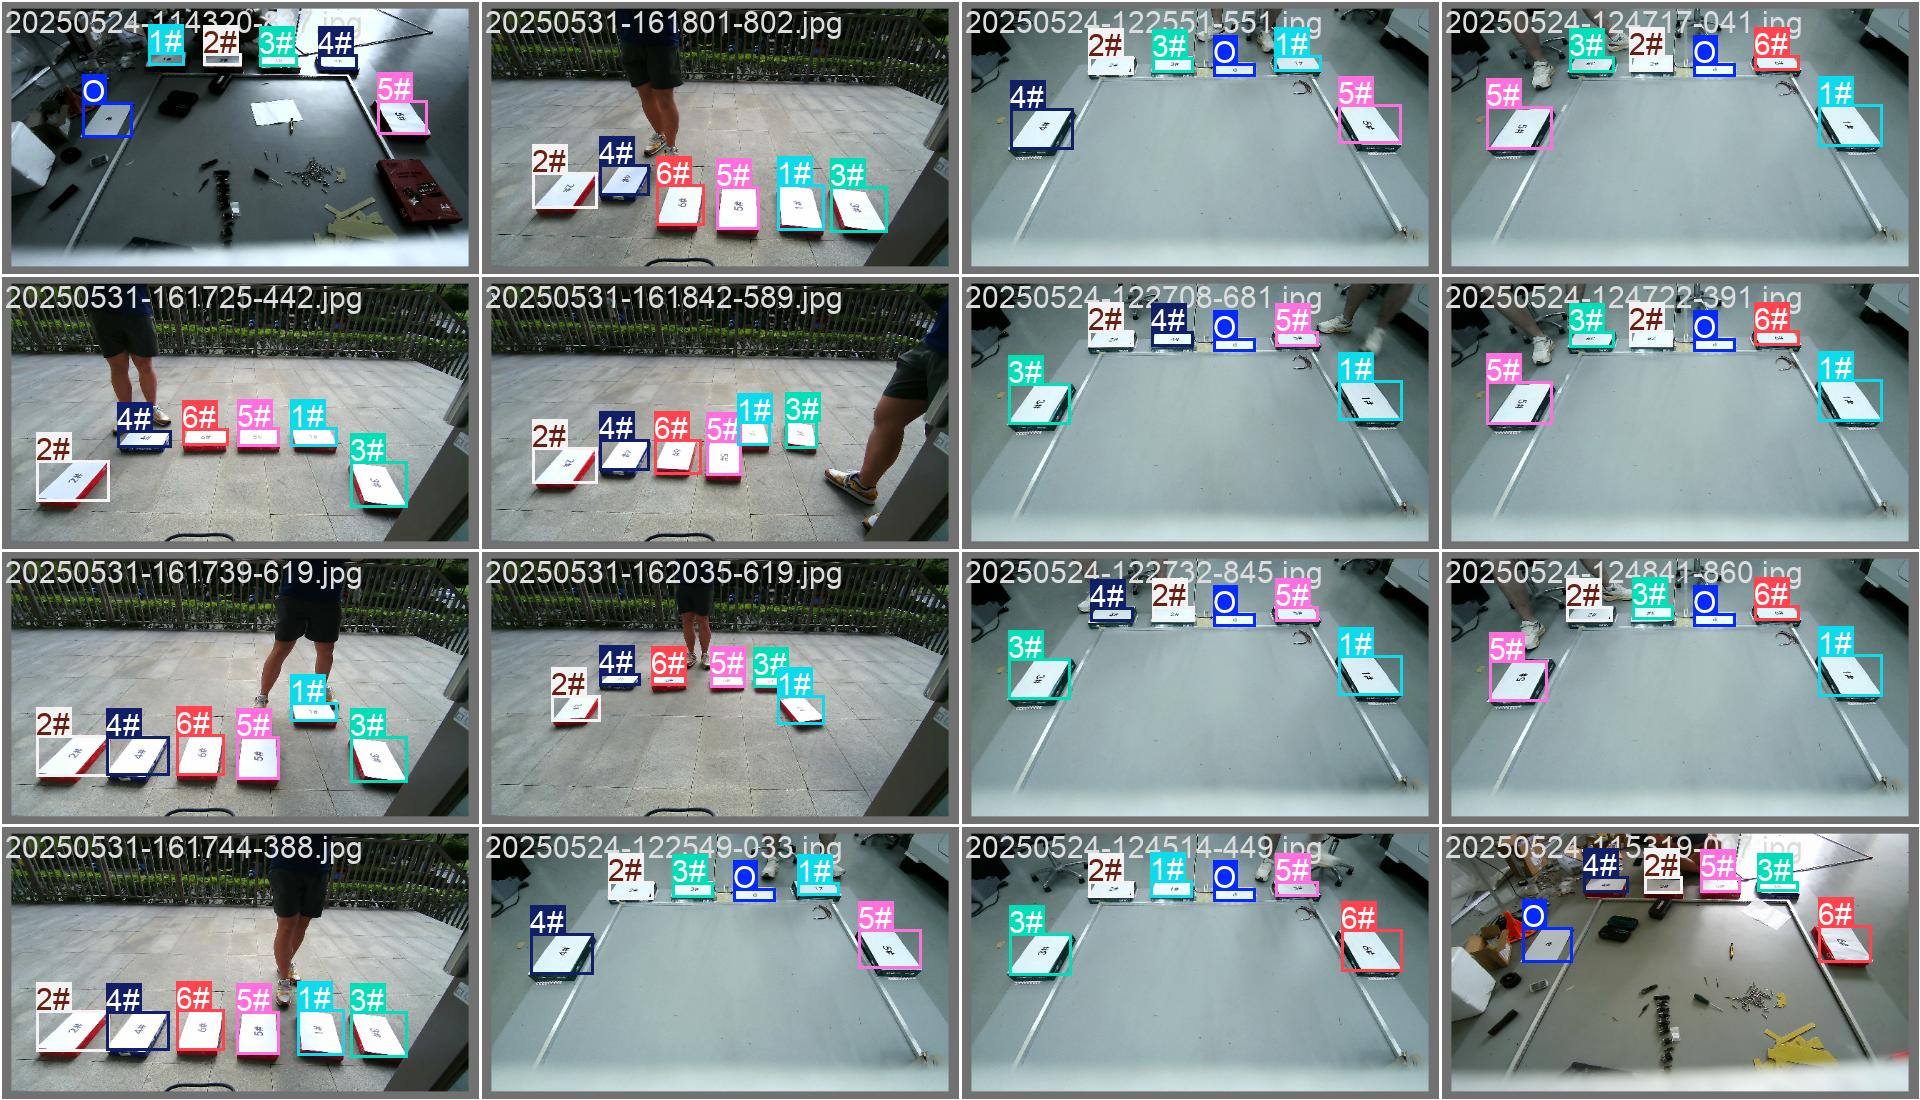 20250524-114320-837.jpg
1# 2# 3# 4#
O 5#
20250531-161801-802.jpg
2# 4# 6# 5# 1# 3#
20250524-122551-551.jpg
2# 3# O 1#
4# 5#
20250524-124717-041.jpg
3# 2# O 6#
5# 1#
20250531-161725-442.jpg
4# 6# 5# 1#
2# 3#
20250531-161842-589.jpg
1# 3#
2# 4# 6# 5#
20250524-122708-681.jpg
2# 4# O 5#
3# 1#
20250524-124722-391.jpg
3# 2# O 6#
5# 1#
20250531-161739-619.jpg
1#
2# 4# 6# 5# 3#
20250531-162035-619.jpg
4# 6# 5# 3#
2# 1#
20250524-122732-845.jpg
4# 2# O 5#
3# 1#
20250524-124841-860.jpg
2# 3# O 6#
5# 1#
20250531-161744-388.jpg
2# 4# 6# 5# 1# 3#
20250524-122549-033.jpg
2# 3# O 1#
4# 5#
20250524-124514-449.jpg
2# 1# O 5#
3# 6#
4# 2# 5# 3#
O 6#